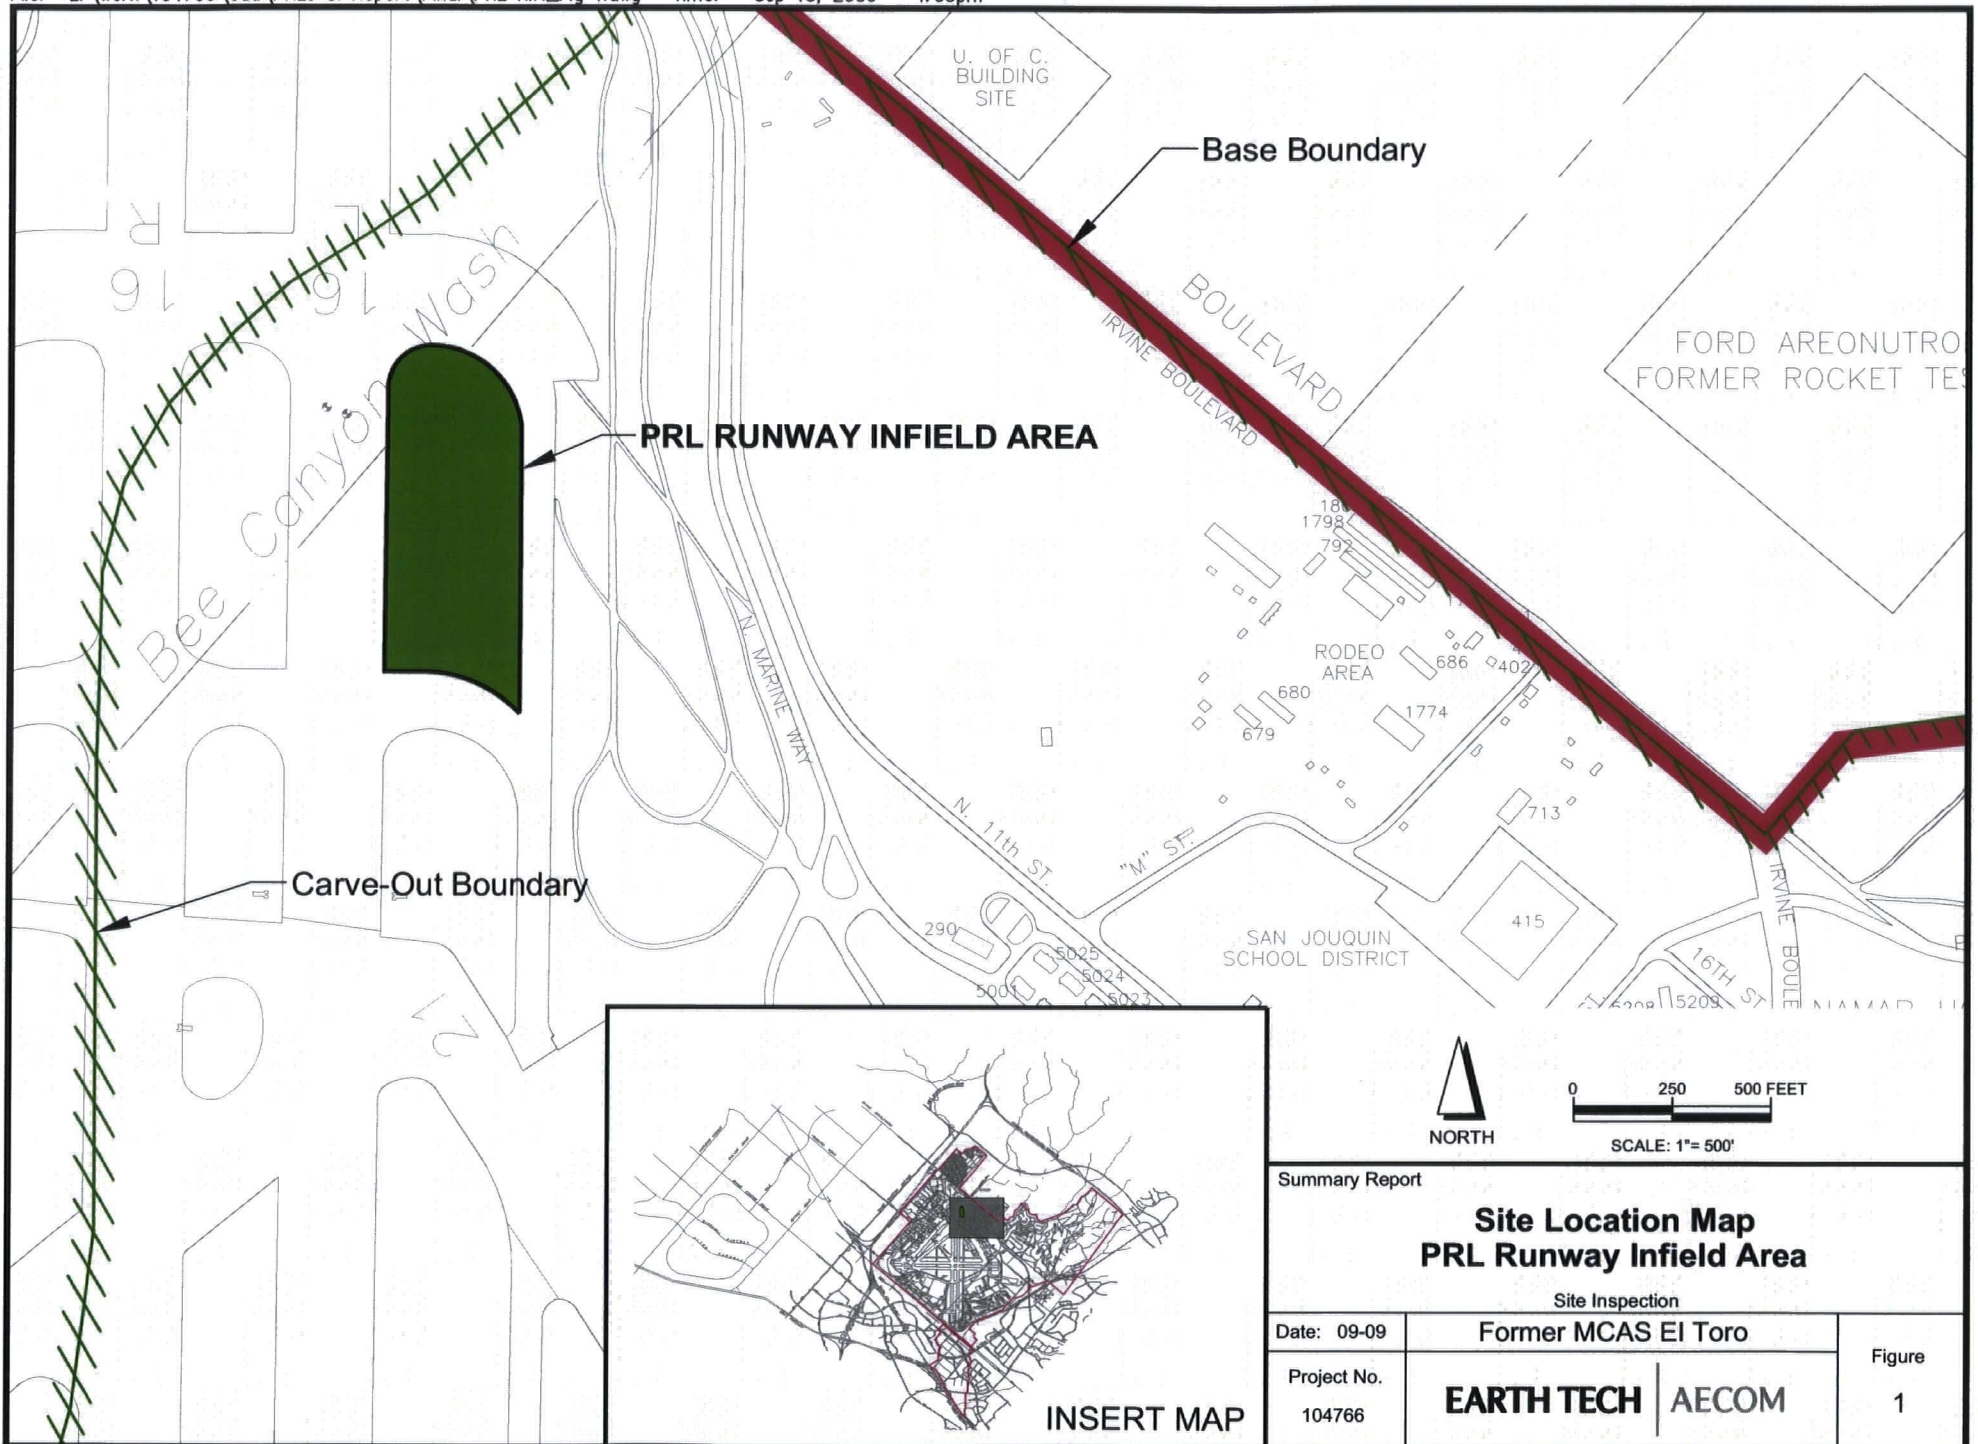 U. OF C.
BUILDING
SITE
Base Boundary
16 R
16 L
Bee Canyon Wash
BOULEVARD
IRVINE BOULEVARD
FORD AREONUTRO
FORMER ROCKET TES
PRL RUNWAY INFIELD AREA
1798
792
N. MARINE WAY
RODEO
AREA
686
402
680
679
1774
713
N. 11th ST.
"M" ST.
Carve-Out Boundary
290
415
SAN JOUQUIN
SCHOOL DISTRICT
5025
5024
5001
5023
16TH ST
5208
5209
IRVINE BOULE
21
NORTH
0 250 500 FEET
SCALE: 1"= 500'
INSERT MAP
Summary Report
Site Location Map
PRL Runway Infield Area
Site Inspection
Date: 09-09
Former MCAS El Toro
Project No.
104766
EARTH TECH | AECOM
Figure
1